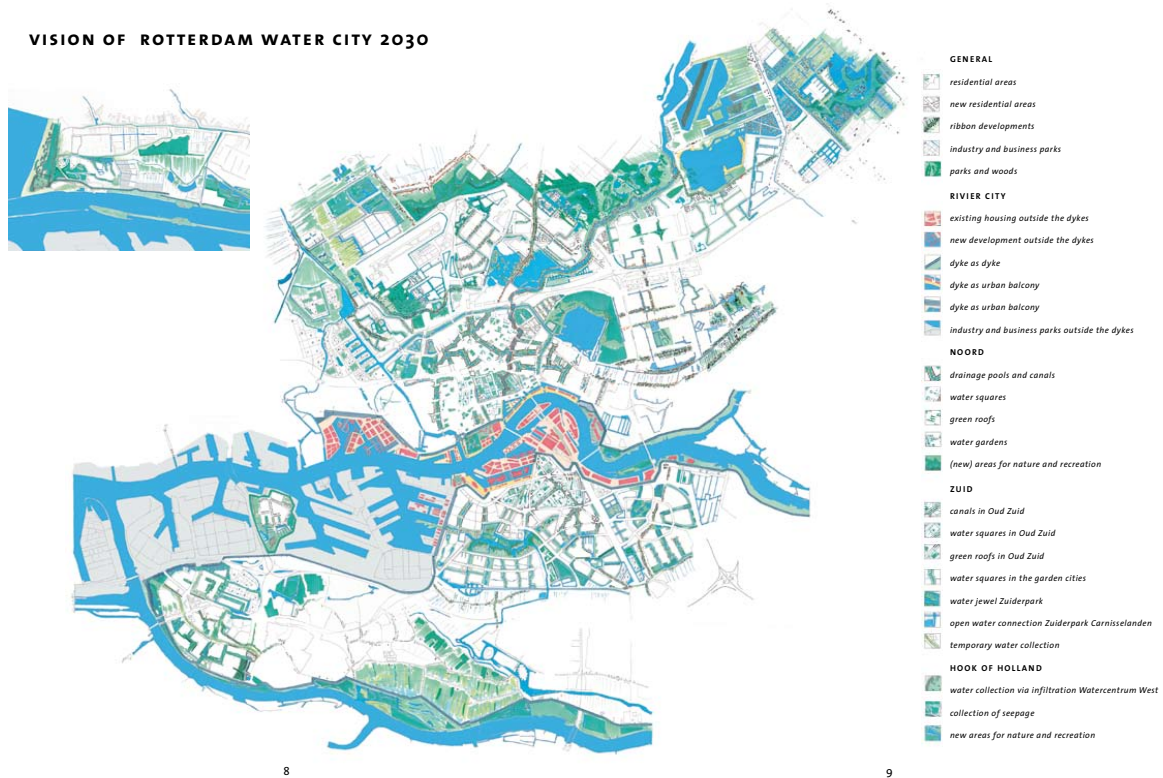 VISION OF ROTTERDAM WATER CITY 2030
GENERAL
residential areas
new residential areas
ribbon developments
industry and business parks
parks and woods
RIVIER CITY
existing housing outside the dykes
new development outside the dykes
dyke as dyke
dyke as urban balcony
dyke as urban balcony
industry and business parks outside the dykes
NOORD
drainage pools and canals
water squares
green roofs
water gardens
(new) areas for nature and recreation
ZUID
canals in Oud Zuid
water squares in Oud Zuid
green roofs in Oud Zuid
water squares in the garden cities
water jewel Zuiderpark
open water connection Zuiderpark Carnisselanden
temporary water collection
HOOK OF HOLLAND
water collection via infiltration Watercentrum West
collection of seepage
new areas for nature and recreation
8
9